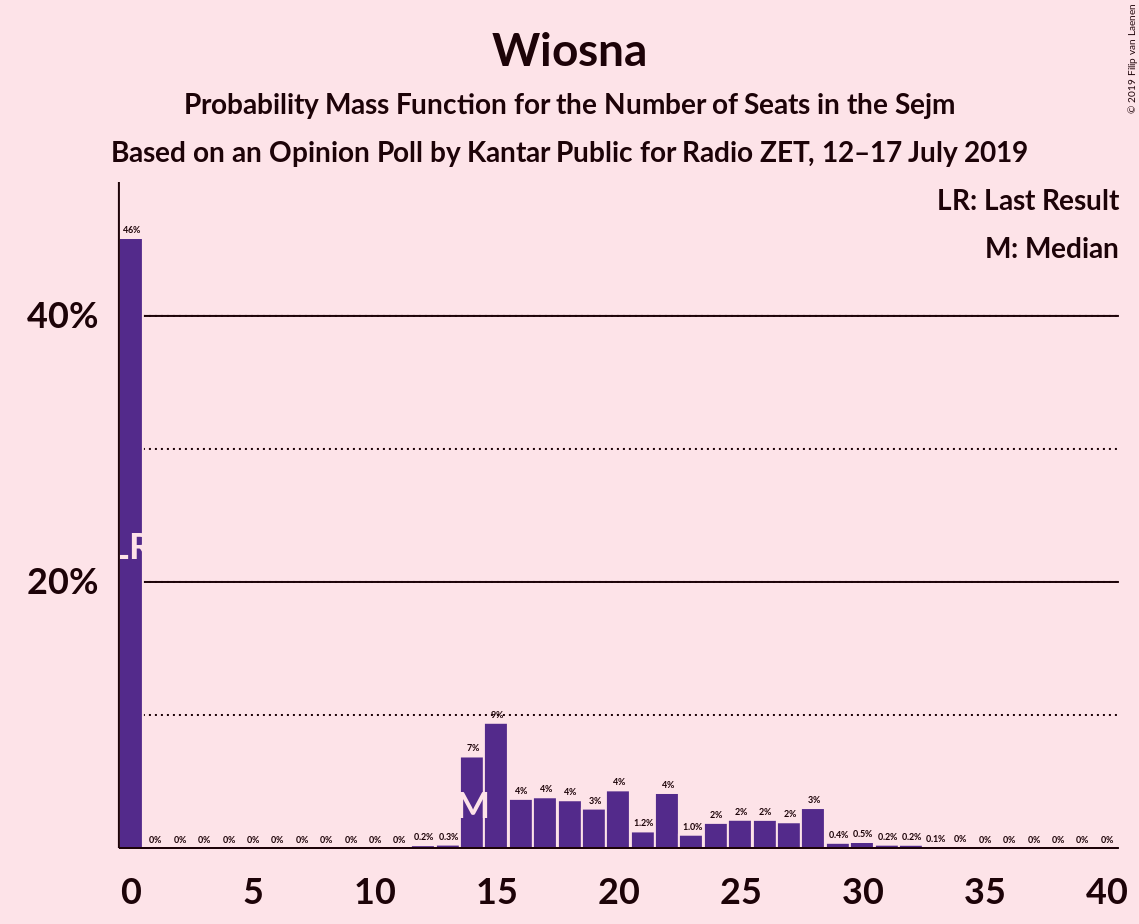 Wiosna
Probability Mass Function for the Number of Seats in the Sejm
Based on an Opinion Poll by Kantar Public for Radio ZET, 12–17 July 2019
© 2019 Filip van Laenen
LR: Last Result
M: Median
46%
40%
LR
20%
9%
7%
M
0% 0% 0% 0% 0% 0% 0% 0% 0% 0% 0% 0.2% 0.3% 4% 4% 4% 3% 4% 1.2% 4% 1.0% 2% 2% 2% 2% 3% 0.4% 0.5% 0.2% 0.2% 0.1% 0% 0% 0% 0% 0% 0% 0%
0 5 10 15 20 25 30 35 40